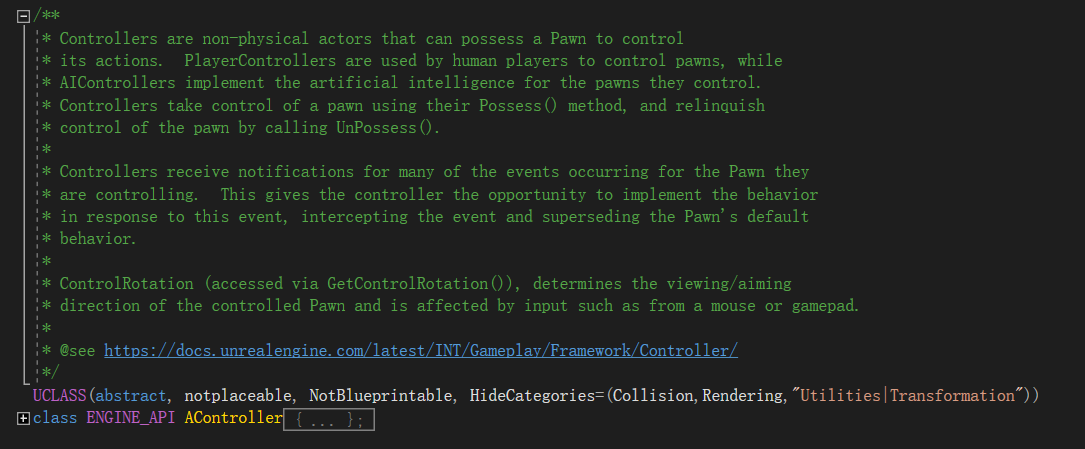 /**
* Controllers are non-physical actors that can possess a Pawn to control
* its actions.  PlayerControllers are used by human players to control pawns, while
* AIControllers implement the artificial intelligence for the pawns they control.
* Controllers take control of a pawn using their Possess() method, and relinquish
* control of the pawn by calling UnPossess().
*
* Controllers receive notifications for many of the events occurring for the Pawn they
* are controlling.  This gives the controller the opportunity to implement the behavior
* in response to this event, intercepting the event and superseding the Pawn's default
* behavior.
*
* ControlRotation (accessed via GetControlRotation()), determines the viewing/aiming
* direction of the controlled Pawn and is affected by input such as from a mouse or gamepad.
*
* @see https://docs.unrealengine.com/latest/INT/Gameplay/Framework/Controller/
*/
UCLASS(abstract, notplaceable, NotBlueprintable, HideCategories=(Collision,Rendering,"Utilities|Transformation"))
class ENGINE_API AController { ... };